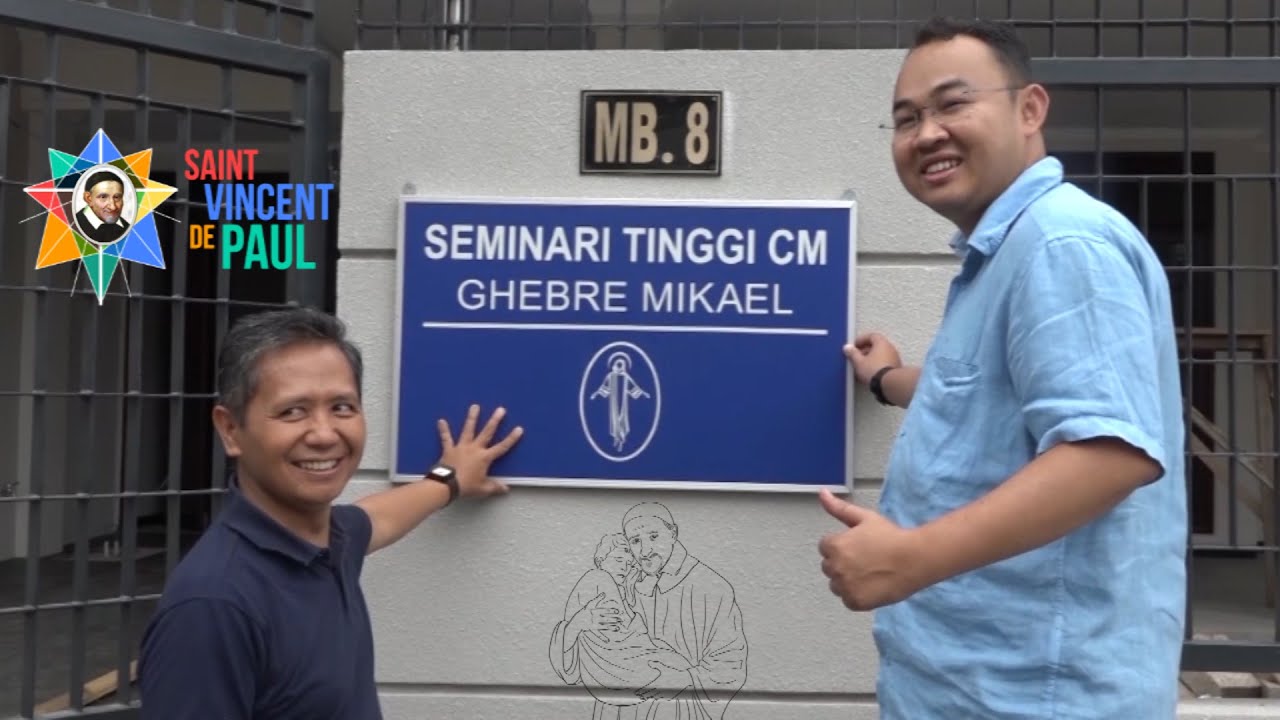 MB. 8
SAINT
VINCENT
DE PAUL
SEMINARI TINGGI CM
GHEBRE MIKAEL